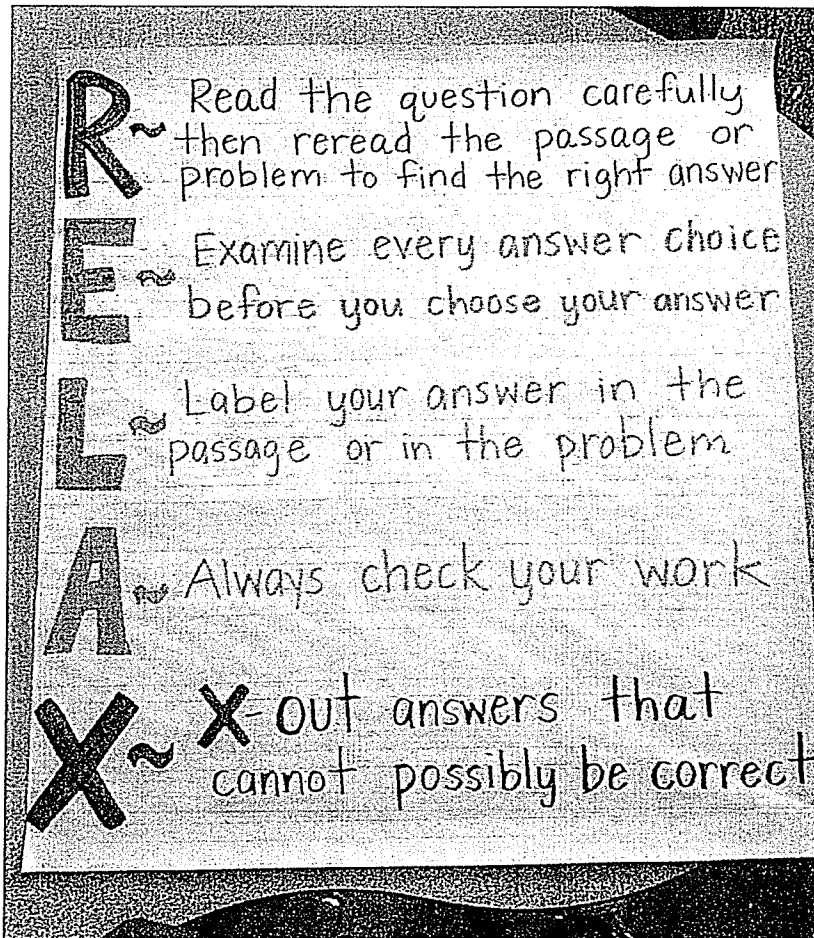 R~ Read the question carefully
then reread the passage or
problem to find the right answer
E~ Examine every answer choice
before you choose your answer
L~ Label your answer in the
passage or in the problem
A~ Always check your work
X~ X-out answers that
cannot possibly be correct